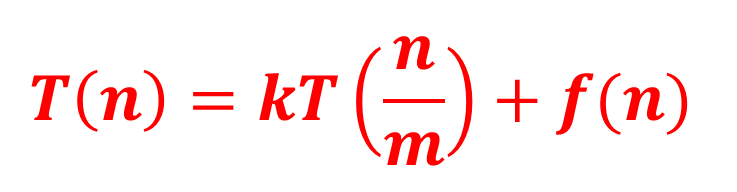 T(n) = kT(n/m) + f(n)